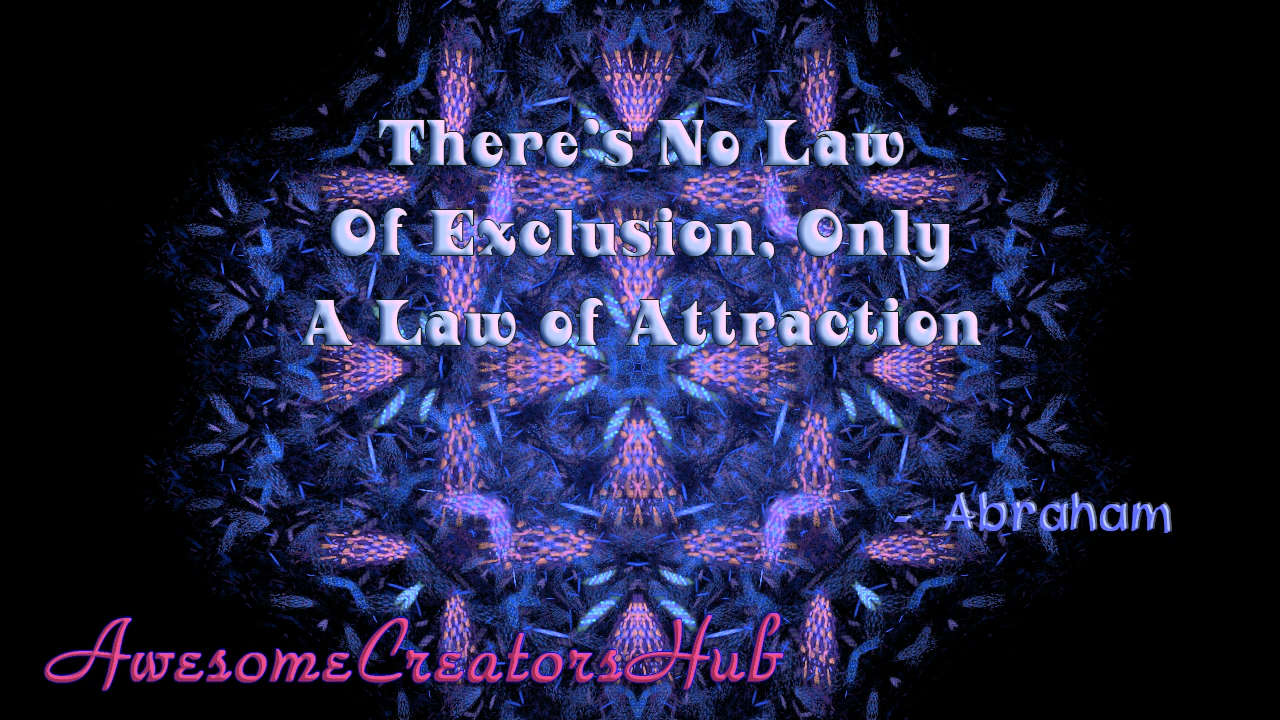 There's No Law
Of Exclusion, Only
A Law of Attraction
- Abraham
AwesomeCreatorsHub